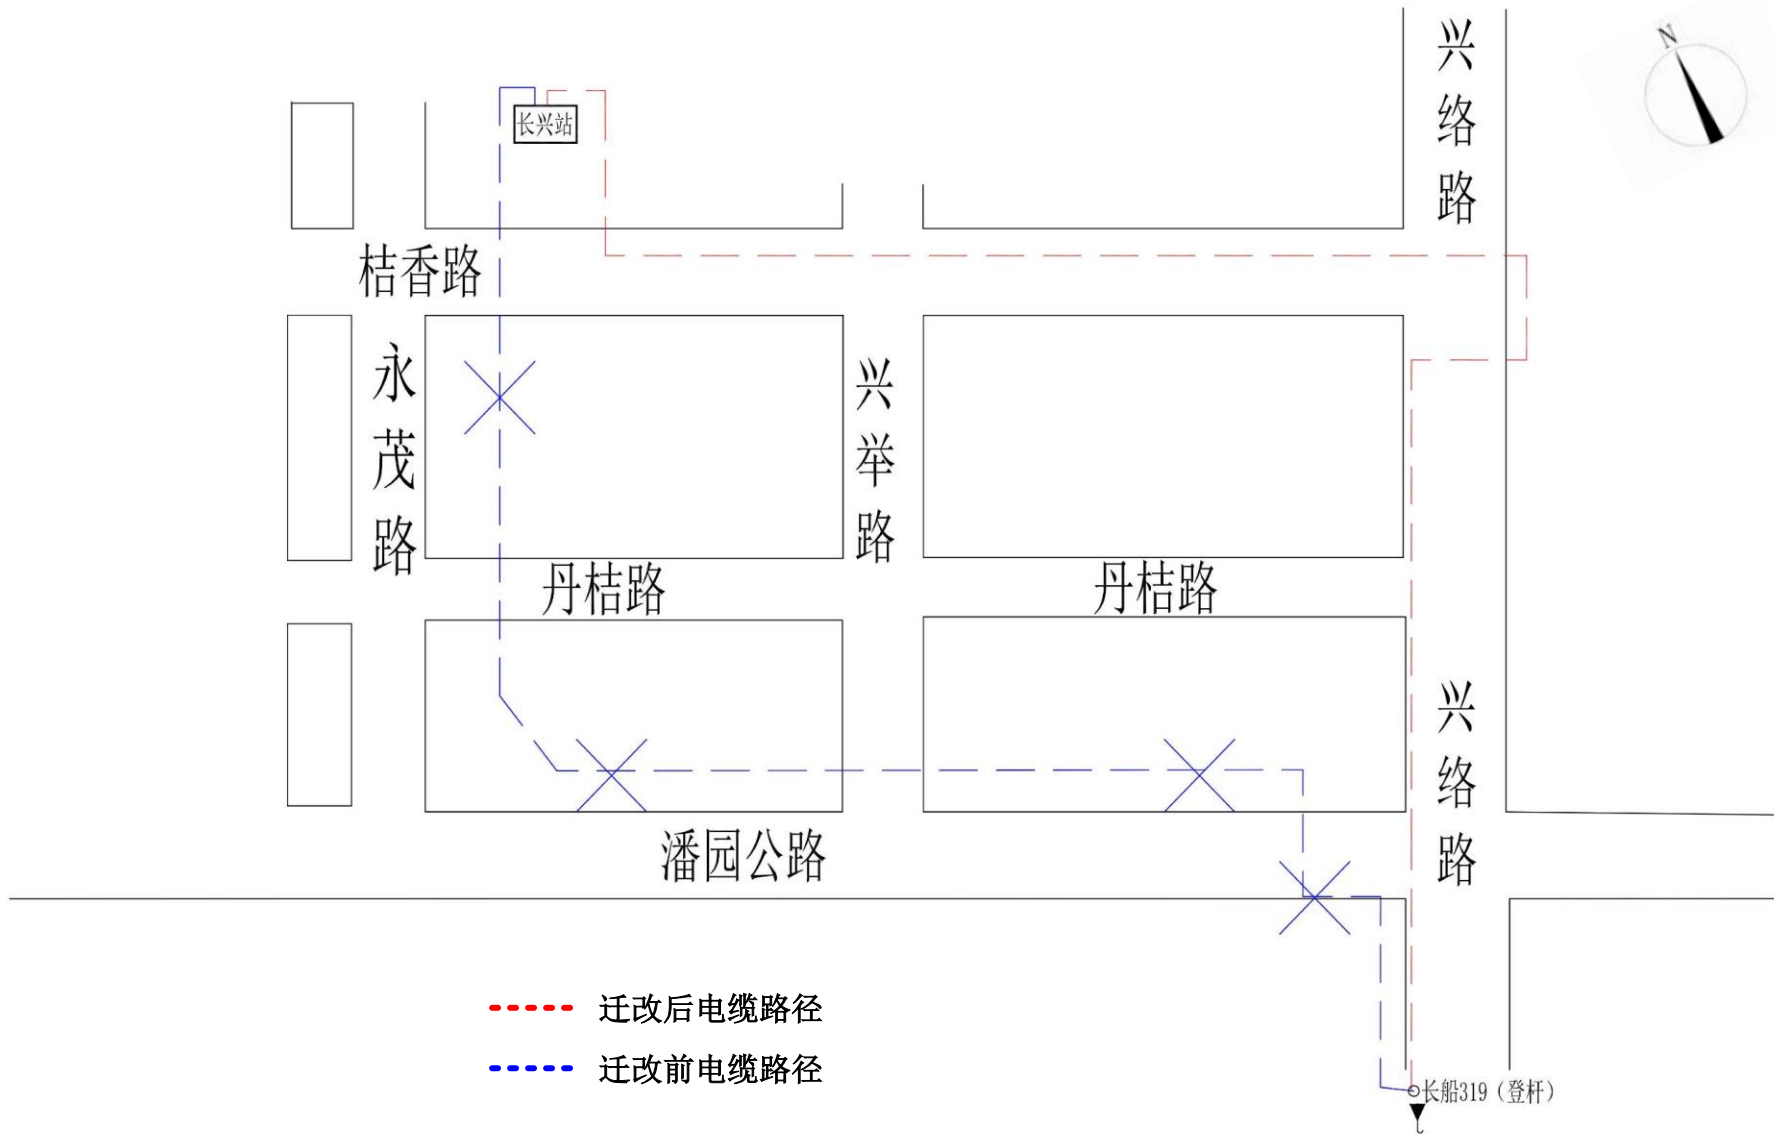 N
兴络路
长兴站
桔香路
永茂路
兴举路
丹桔路
丹桔路
兴络路
潘园公路
迁改后电缆路径
迁改前电缆路径
长船319（登杆）